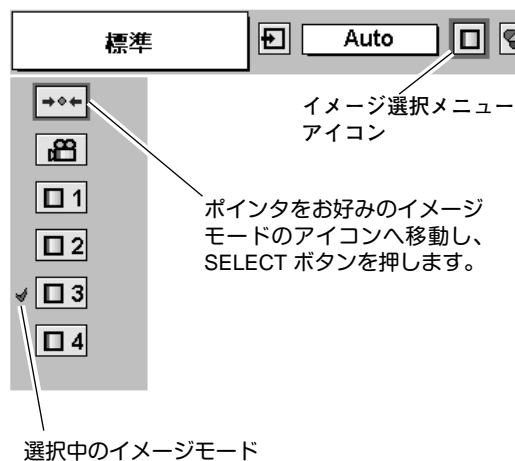 標準
Auto
イメージ選択メニュー
アイコン
1
ポインタをお好みのイメージ
モードのアイコンへ移動し、
SELECT ボタンを押します。
2
3
4
選択中のイメージモード